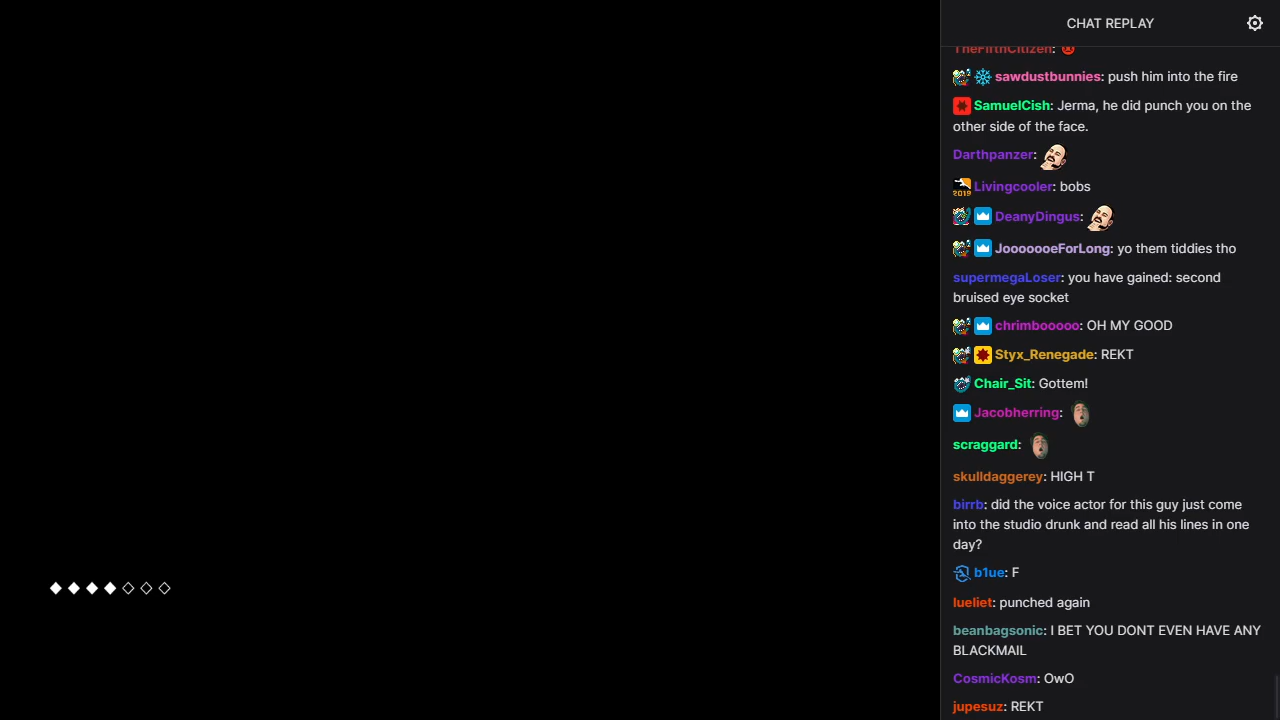 CHAT REPLAY
TheFifthCitizen:
sawdustbunnies: push him into the fire
SamuelCish: Jerma, he did punch you on the
other side of the face.
Darthpanzer:
2019
Livingcooler: bobs
DeanyDingus:
JooooooeForLong: yo them tiddies tho
supermegaLoser: you have gained: second
bruised eye socket
chrimbooooo: OH MY GOOD
Styx_Renegade: REKT
Chair_Sit: Gottem!
Jacobherring:
scraggard:
skulldaggerey: HIGH T
birrb: did the voice actor for this guy just come
into the studio drunk and read all his lines in one
day?
b1ue: F
lueliet: punched again
beanbagsonic: I BET YOU DONT EVEN HAVE ANY
BLACKMAIL
CosmicKosm: OwO
jupesuz: REKT